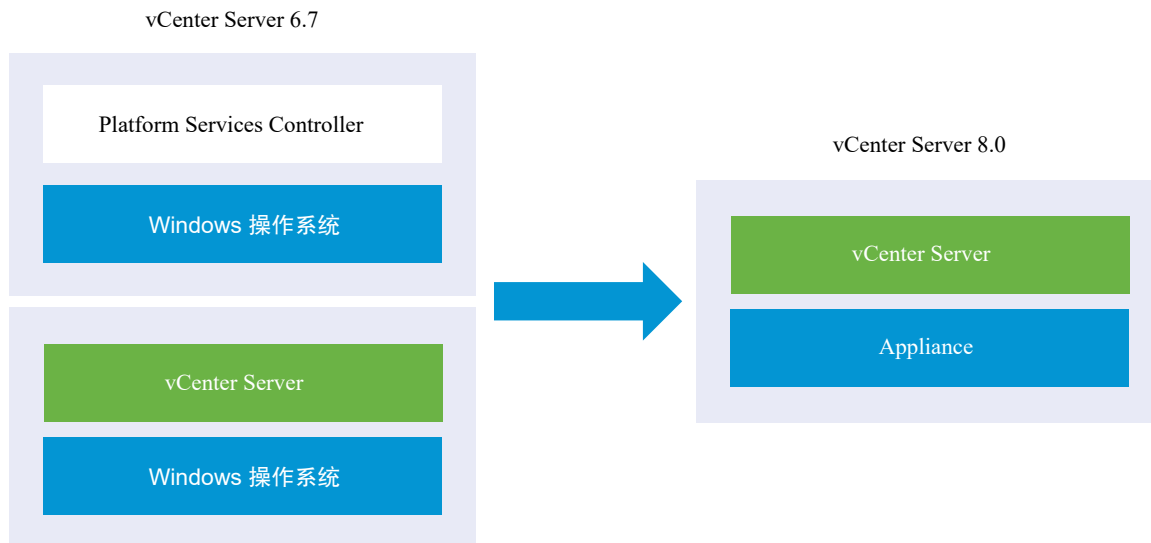 vCenter Server 6.7
Platform Services Controller
Windows 操作系统
vCenter Server
Windows 操作系统
vCenter Server 8.0
vCenter Server
Appliance